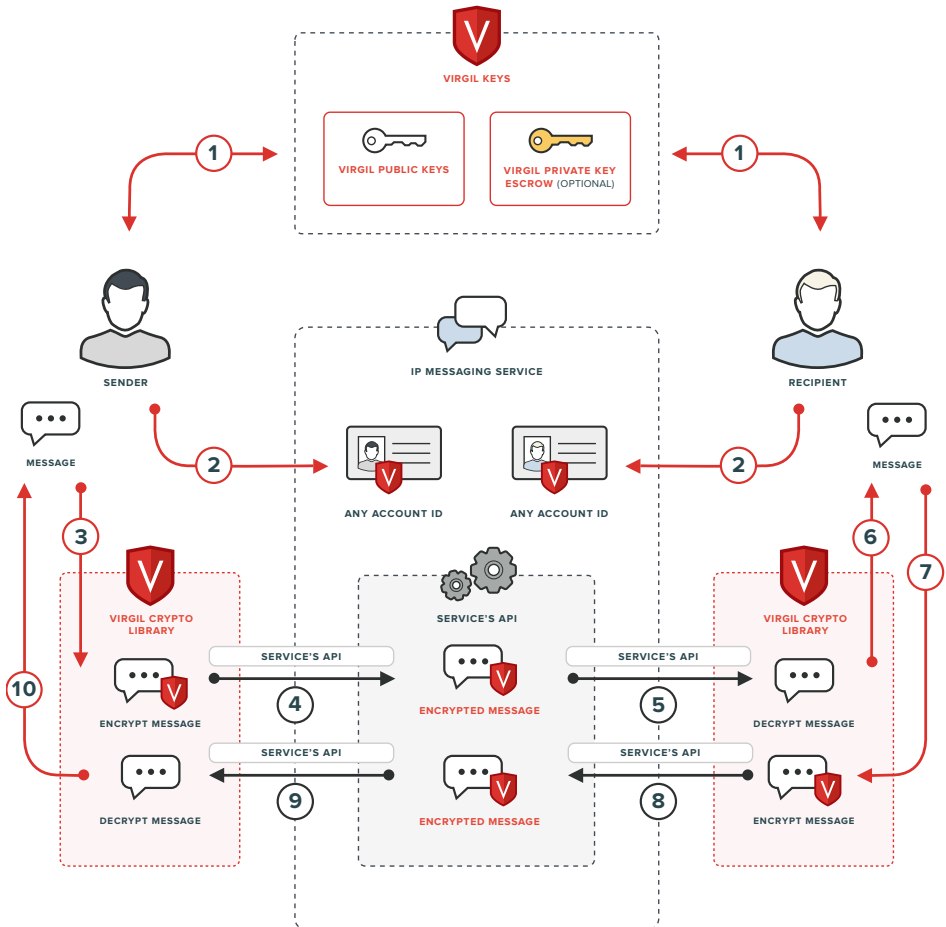 VIRGIL KEYS
VIRGIL PUBLIC KEYS
VIRGIL PRIVATE KEY
ESCROW (OPTIONAL)
1
1
SENDER
IP MESSAGING SERVICE
RECIPIENT
MESSAGE
MESSAGE
2
2
ANY ACCOUNT ID
ANY ACCOUNT ID
3
6
7
VIRGIL CRYPTO
LIBRARY
SERVICE'S API
VIRGIL CRYPTO
LIBRARY
SERVICE'S API
SERVICE'S API
10
4
5
ENCRYPT MESSAGE
ENCRYPTED MESSAGE
DECRYPT MESSAGE
SERVICE'S API
SERVICE'S API
9
8
DECRYPT MESSAGE
ENCRYPTED MESSAGE
ENCRYPT MESSAGE